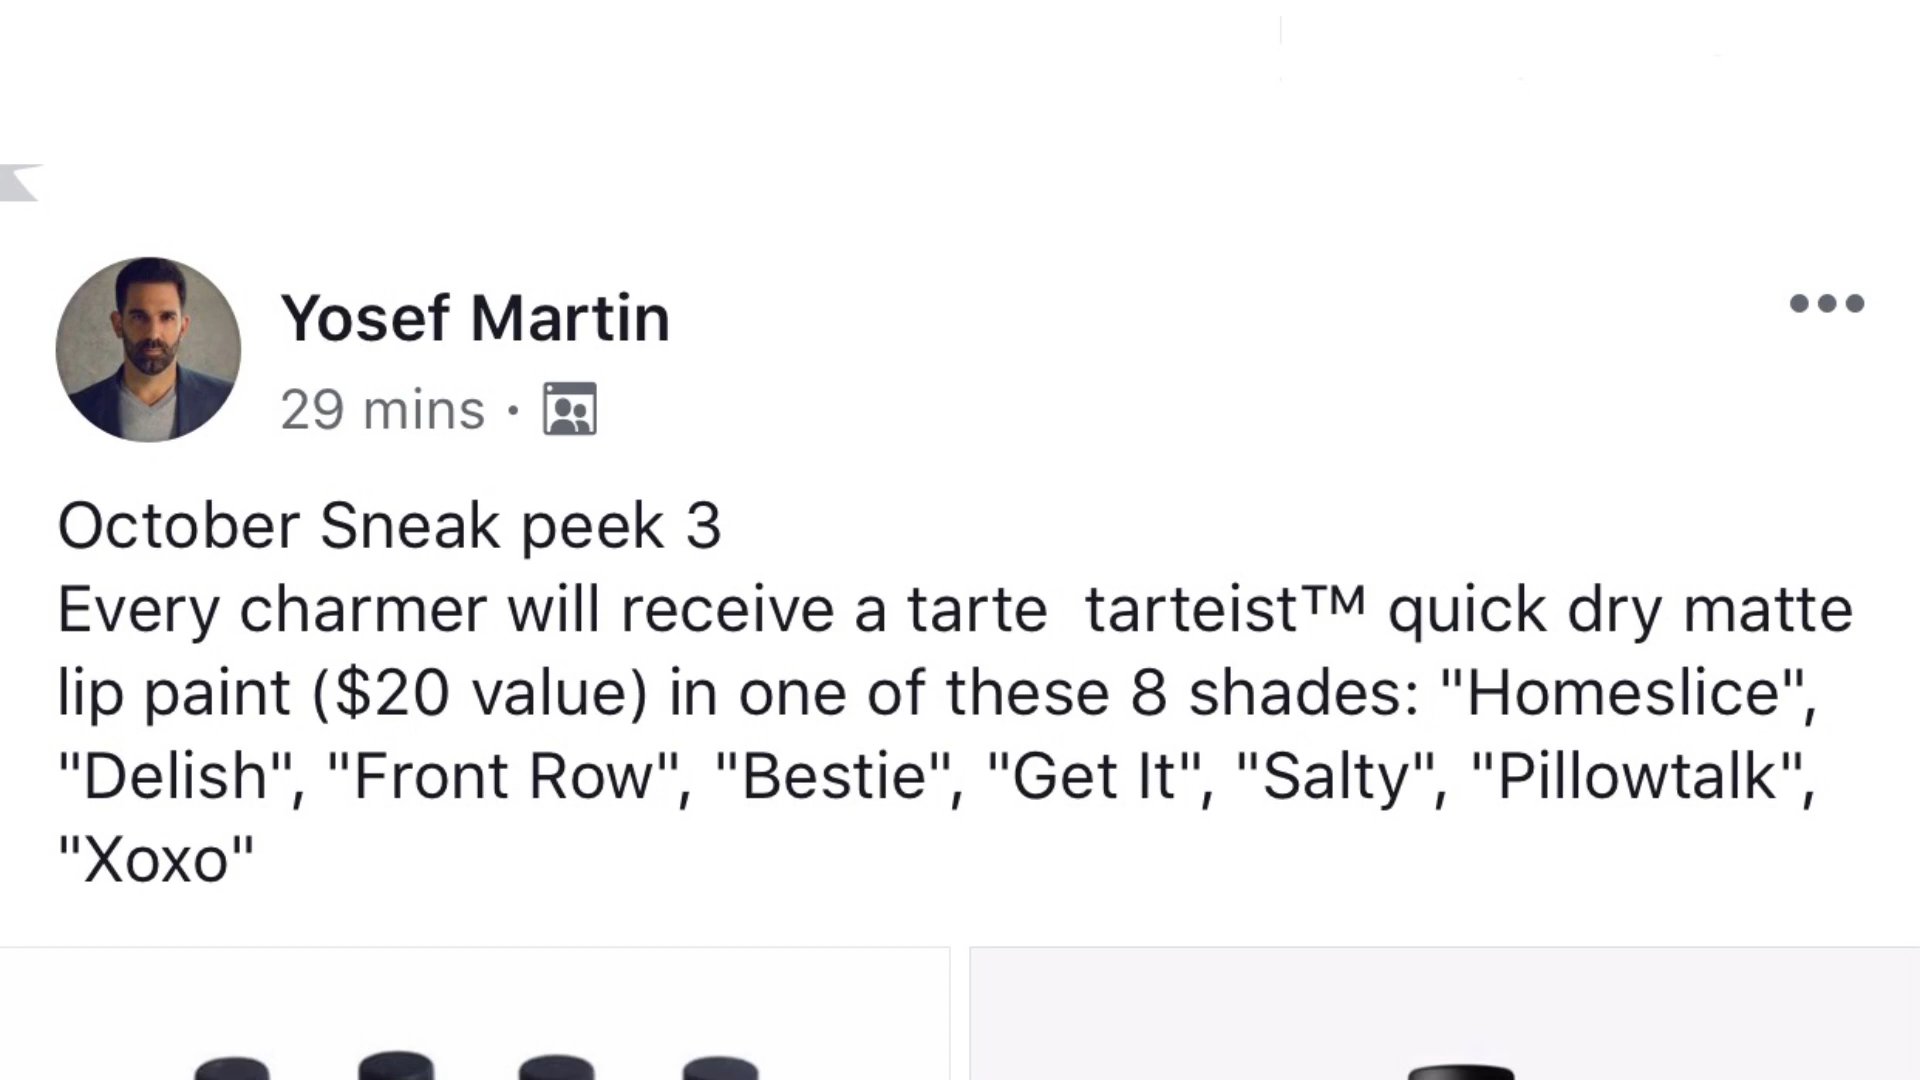 Yosef Martin
29 mins ·
October Sneak peek 3
Every charmer will receive a tarte  tarteist™ quick dry matte
lip paint ($20 value) in one of these 8 shades: "Homeslice",
"Delish", "Front Row", "Bestie", "Get It", "Salty", "Pillowtalk",
"Xoxo"